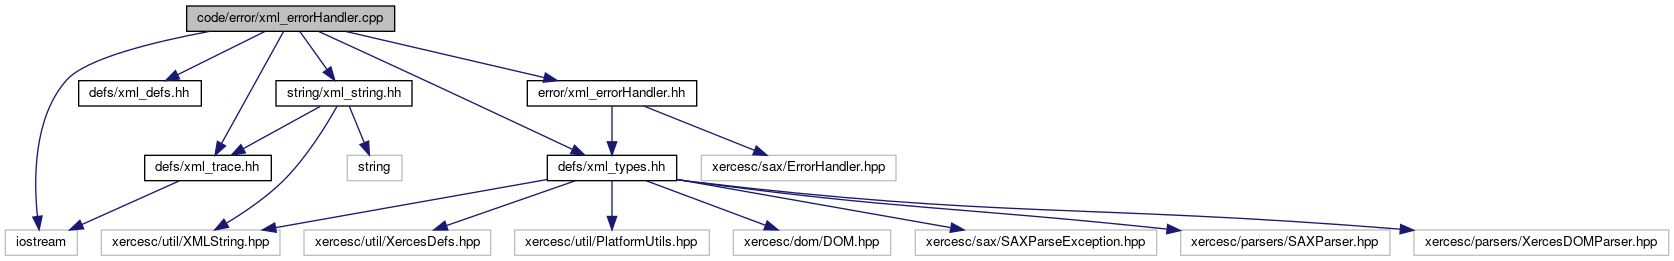 code/error/xml_errorHandler.cpp
defs/xml_defs.hh
string/xml_string.hh
error/xml_errorHandler.hh
defs/xml_trace.hh
string
defs/xml_types.hh
xercesc/sax/ErrorHandler.hpp
iostream
xercesc/util/XMLString.hpp
xercesc/util/XercesDefs.hpp
xercesc/util/PlatformUtils.hpp
xercesc/dom/DOM.hpp
xercesc/sax/SAXParseException.hpp
xercesc/parsers/SAXParser.hpp
xercesc/parsers/XercesDOMParser.hpp